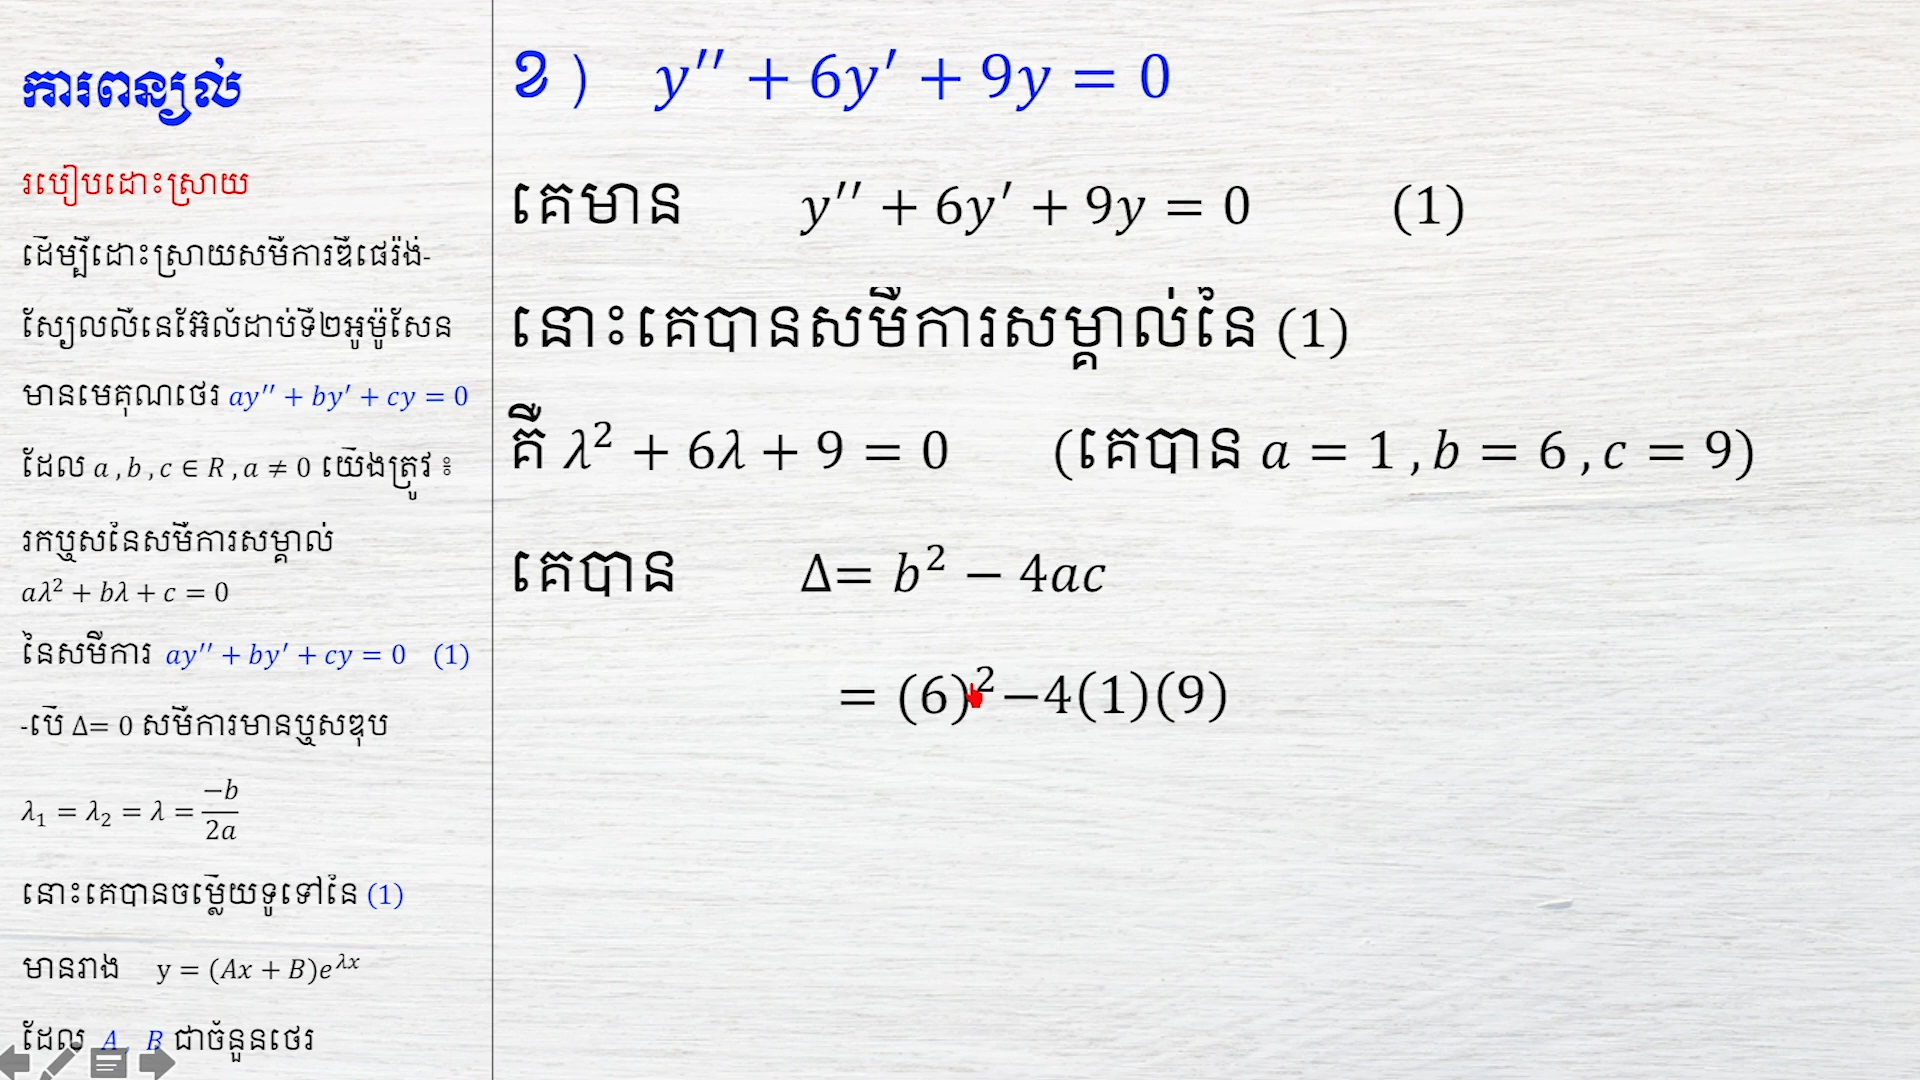 ការពន្យល់
របៀបដោះស្រាយ
ដើម្បីដោះស្រាយសមីការឌីផេរ៉ង់-
ស្យែលលីនេអ៊ែលំដាប់ទី២អូម៉ូសែន
មានមេគុណថេរ ay′′ + by′ + cy = 0
ដែល a , b , c ∈ R , a ≠ 0 យើងត្រូវ ៖
រកឬសនៃសមីការសម្គាល់
aλ² + bλ + c = 0
នៃសមីការ ay′′ + by′ + cy = 0 (1)
-បើ Δ= 0 សមីការមានឬសឌុប
λ₁ = λ₂ = λ = −b/2a
នោះគេបានចម្លើយទូទៅនៃ (1)
មានរាង y = (Ax + B)e^λx
ដែល A , B ជាចំនួនថេរ
ខ ) y′′ + 6y′ + 9y = 0
គេមាន y′′ + 6y′ + 9y = 0 (1)
នោះគេបានសមីការសម្គាល់នៃ (1)
គឺ λ² + 6λ + 9 = 0 (គេបាន a = 1 , b = 6 , c = 9)
គេបាន Δ= b² − 4ac
= (6)²−4(1)(9)